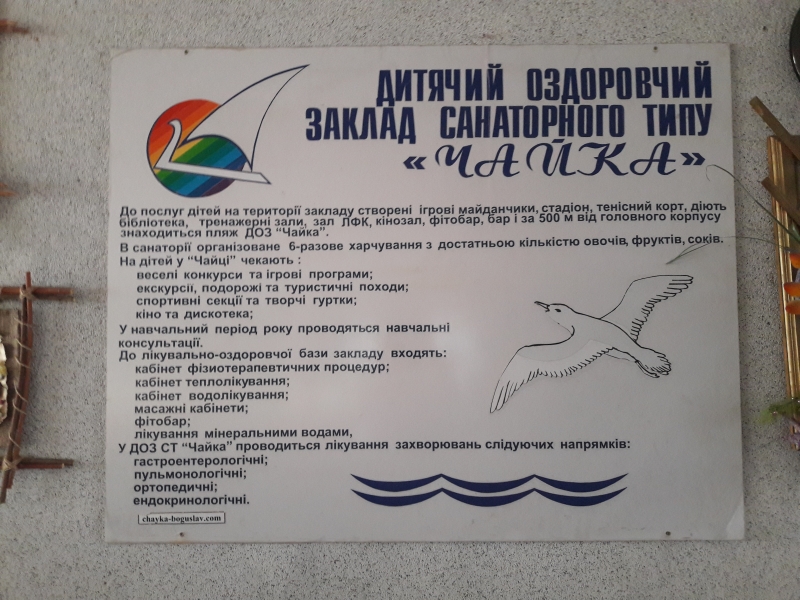 ДИТЯЧИЙ ОЗДОРОВЧИЙ
ЗАКЛАД САНАТОРНОГО ТИПУ
«ЧАЙКА»
До послуг дітей на території закладу створені ігрові майданчики, стадіон, тенісний корт, діють
бібліотека, тренажерні зали, зал ЛФК, кінозал, фітобар, бар і за 500 м від головного корпусу
знаходиться пляж ДОЗ "Чайка".
В санаторії організоване 6-разове харчування з достатньою кількістю овочів, фруктів, соків.
На дітей у "Чайці" чекають :
веселі конкурси та ігрові програми;
екскурсії, подорожі та туристичні походи;
спортивні секції та творчі гуртки;
кіно та дискотека;
У навчальний період року проводяться навчальні
консультації.
До лікувально-оздоровчої бази закладу входять:
кабінет фізиотерапевтичних процедур;
кабінет теплолікування;
кабінет водолікування;
масажні кабінети;
фітобар;
лікування мінеральними водами,
У ДОЗ СТ "Чайка" проводиться лікування захворювань слідуючих напрямків:
гастроентерологічні;
пульмонологічні;
ортопедичні;
ендокринологічні.
chayka-boguslav.com